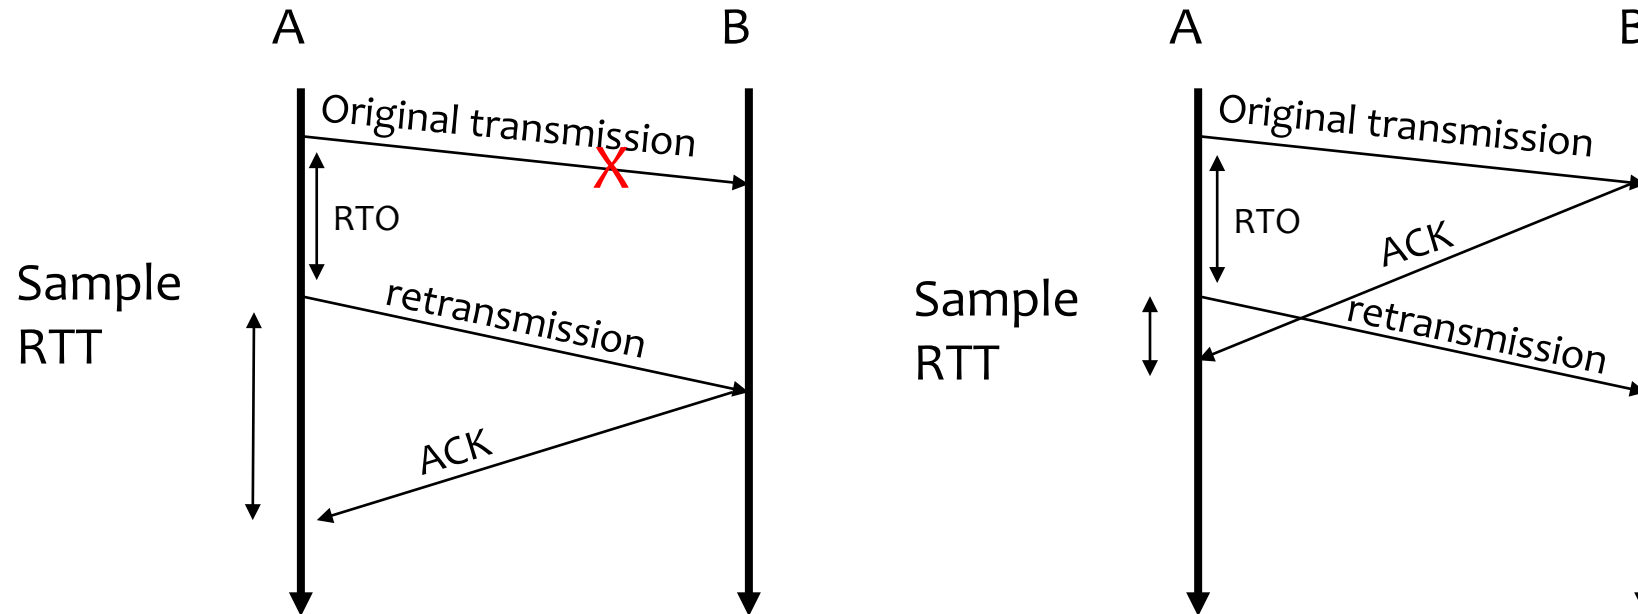 A
B
Original transmission
X
RTO
Sample
RTT
retransmission
ACK
A
B
Original transmission
RTO
ACK
Sample
RTT
retransmission